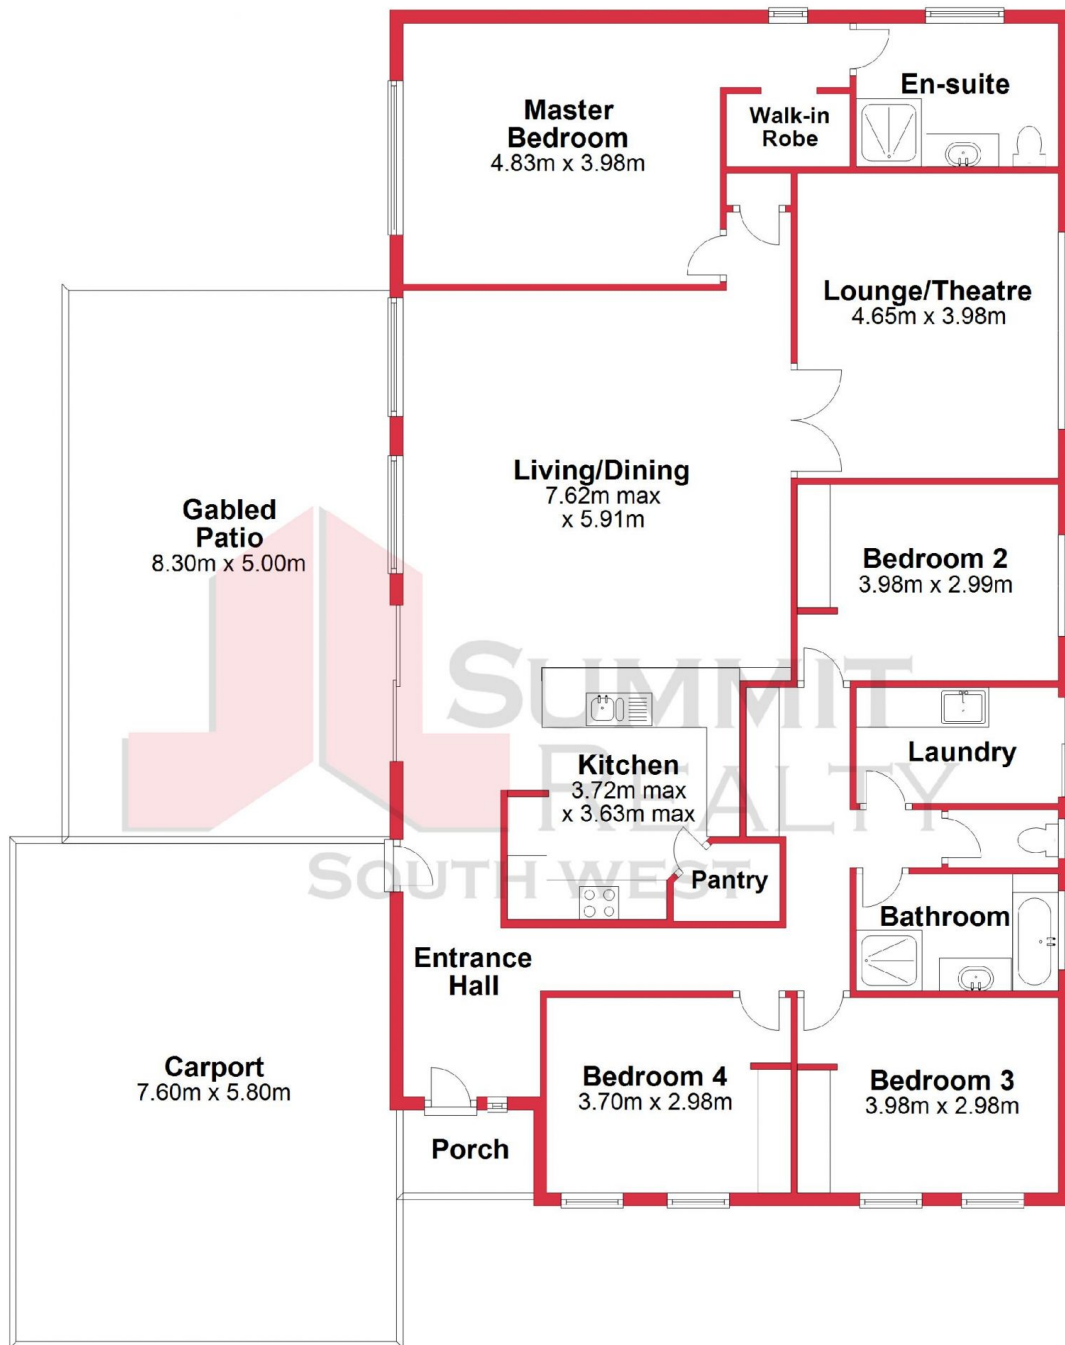 Master
Bedroom
4.83m x 3.98m
Walk-in
Robe
En-suite
Lounge/Theatre
4.65m x 3.98m
Living/Dining
7.62m max
x 5.91m
Gabled
Patio
8.30m x 5.00m
Bedroom 2
3.98m x 2.99m
SUMMIT
REALTY
SOUTH WEST
Kitchen
3.72m max
x 3.63m max
Laundry
Pantry
Bathroom
Entrance
Hall
Carport
7.60m x 5.80m
Bedroom 4
3.70m x 2.98m
Bedroom 3
3.98m x 2.98m
Porch